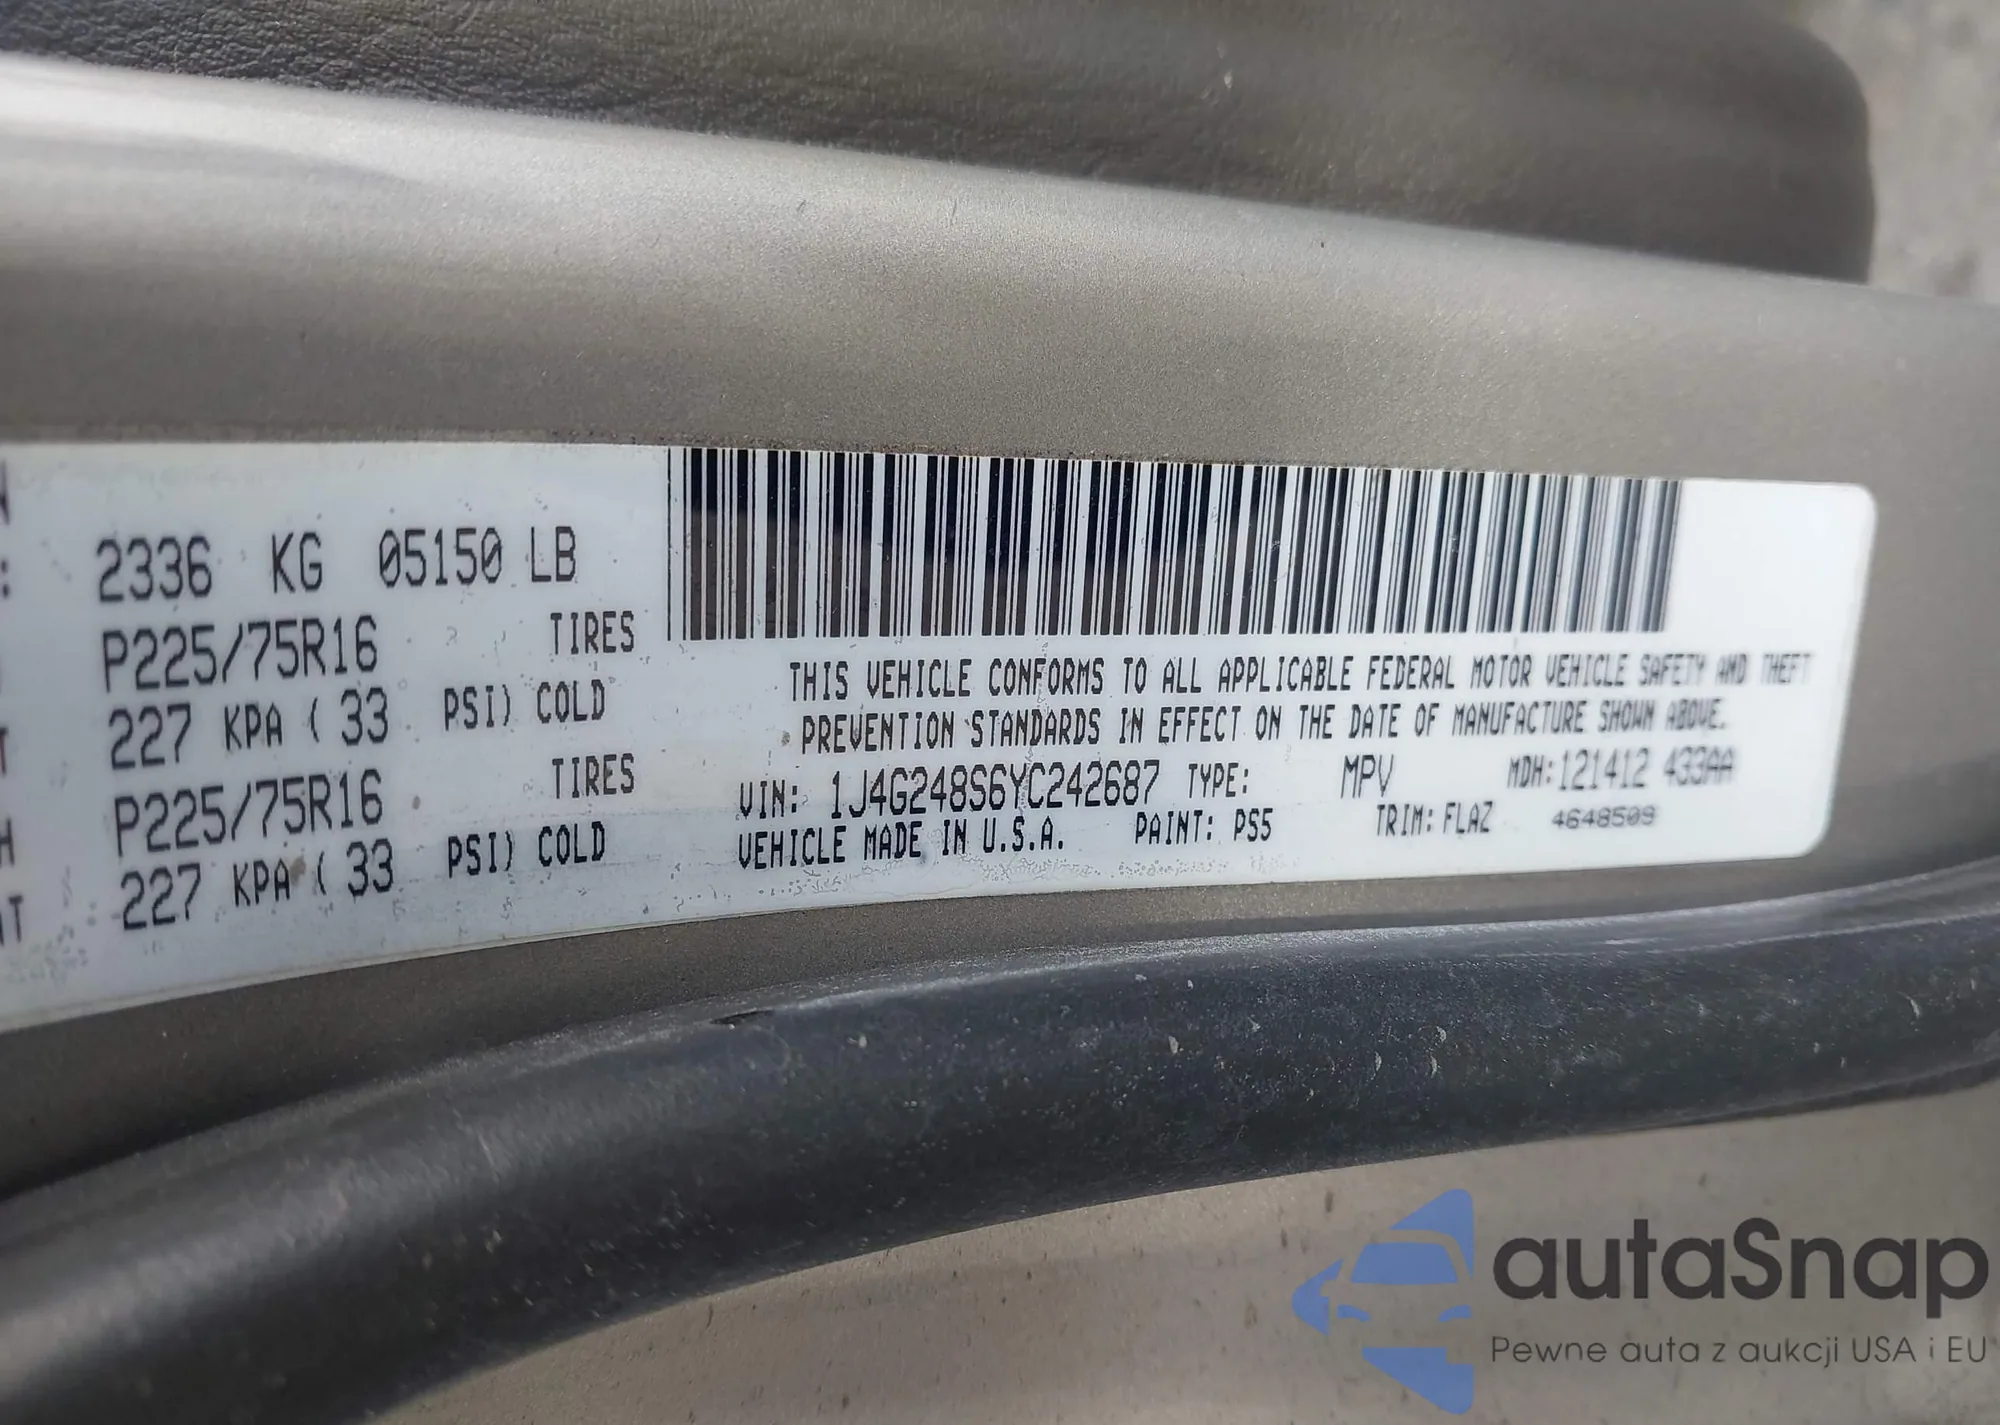 N
: 2336 KG 05150 LB
P225/75R16 TIRES
T 227 KPA ( 33 PSI) COLD
H P225/75R16 TIRES
NT 227 KPA ( 33 PSI) COLD
THIS VEHICLE CONFORMS TO ALL APPLICABLE FEDERAL MOTOR VEHICLE SAFETY AND THEFT
PREVENTION STANDARDS IN EFFECT ON THE DATE OF MANUFACTURE SHOWN ABOVE.
VIN: 1J4G248S6YC242687 TYPE: MPV MDH: 121412 433AA
VEHICLE MADE IN U.S.A. PAINT: PS5 TRIM: FLAZ 4648509
autaSnap
Pewne auta z aukcji USA i EU